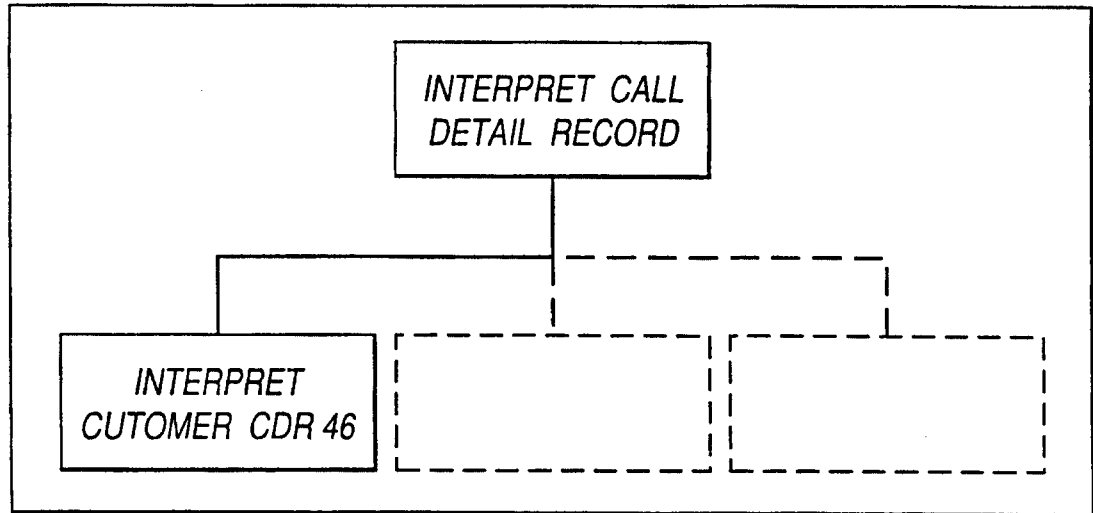 INTERPRET CALL
DETAIL RECORD
INTERPRET
CUTOMER CDR 46